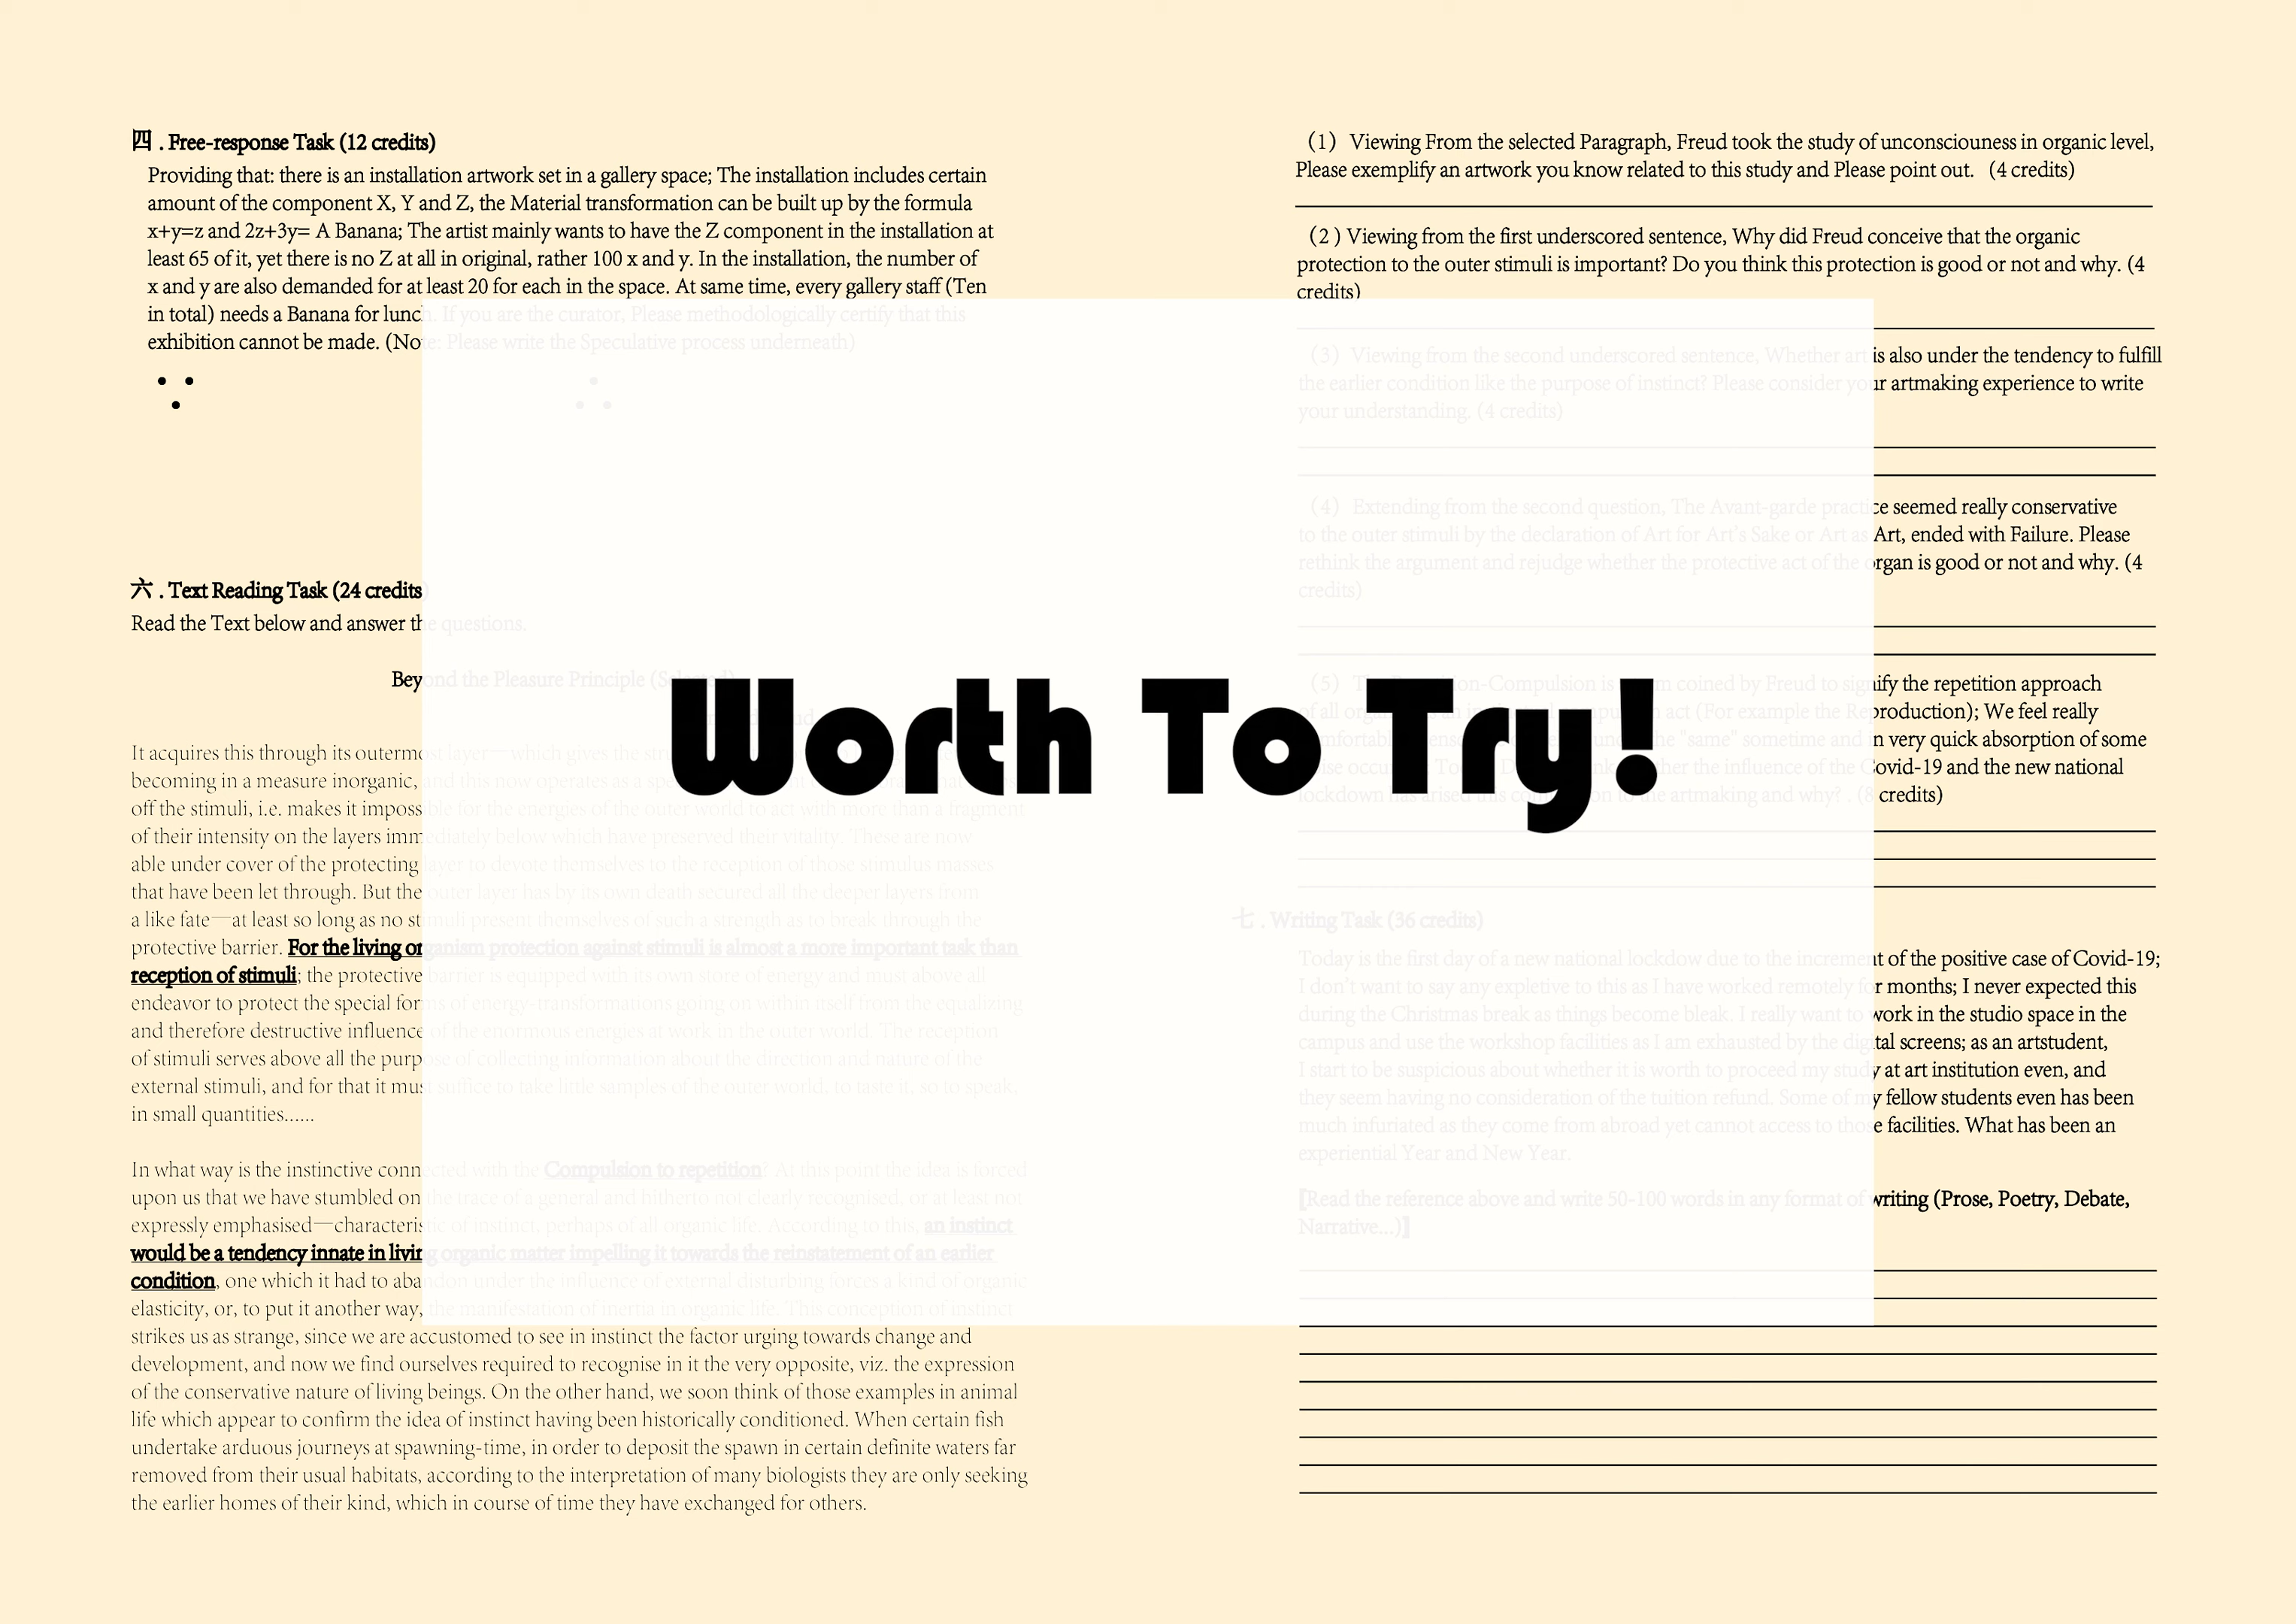 四 . Free-response Task (12 credits)
Providing that: there is an installation artwork set in a gallery space; The installation includes certain
amount of the component X, Y and Z, the Material transformation can be built up by the formula
x+y=z and 2z+3y= A Banana; The artist mainly wants to have the Z component in the installation at
least 65 of it, yet there is no Z at all in original, rather 100 x and y. In the installation, the number of
x and y are also demanded for at least 20 for each in the space. At same time, every gallery staff (Ten
in total) needs a Banana for lunch. If you are the curator, Please methodologically certify that this
exhibition cannot be made. (Note: Please write the Speculative process underneath)
六 . Text Reading Task (24 credits)
Read the Text below and answer the questions.
Beyond the Pleasure Principle (Selected)
It acquires this through its outermost layer—which gives the
becoming in a measure inorganic, and this now operates as a
off the stimuli, i.e. makes it impossible for the energies of the outer world to act with more than a fragment
of their intensity on the layers immediately below which have preserved their vitality. These are now
able under cover of the protecting layer to devote themselves to the reception of those stimulus masses
that have been let through. But the outer layer has by its own death secured all the deeper layers from
a like fate—at least so long as no stimuli present themselves of such a strength as to break through the
protective barrier. For the living organism protection against stimuli is almost a more important task than
reception of stimuli; the protective barrier is equipped with its own store of energy and must above all
endeavor to protect the special forms of energy-transformations going on within itself from the equalizing
and therefore destructive influence of the enormous energies at work in the outer world. The reception
of stimuli serves above all the purpose of collecting information about the direction and nature of the
external stimuli, and for that it must suffice to take little samples of the outer world, to taste it, so to speak,
in small quantities......
In what way is the instinctive connected with the Compulsion to repetition? At this point the idea is forced
upon us that we have stumbled on the trace of a general and hitherto not clearly recognised, or at least not
expressly emphasised—characteristic of instinct, perhaps of all organic life. According to this, an instinct
would be a tendency innate in living organic matter impelling it towards the reinstatement of an earlier
condition, one which it had to abandon under the influence of external disturbing forces a kind of organic
elasticity, or, to put it another way, the manifestation of inertia in organic life. This conception of instinct
strikes us as strange, since we are accustomed to see in instinct the factor urging towards change and
development, and now we find ourselves required to recognise in it the very opposite, viz. the expression
of the conservative nature of living beings. On the other hand, we soon think of those examples in animal
life which appear to confirm the idea of instinct having been historically conditioned. When certain fish
undertake arduous journeys at spawning-time, in order to deposit the spawn in certain definite waters far
removed from their usual habitats, according to the interpretation of many biologists they are only seeking
the earlier homes of their kind, which in course of time they have exchanged for others.
Worth To Try!
（1） Viewing From the selected Paragraph, Freud took the study of unconsciouness in organic level,
Please exemplify an artwork you know related to this study and Please point out. (4 credits)
（2 ) Viewing from the first underscored sentence, Why did Freud conceive that the organic
protection to the outer stimuli is important? Do you think this protection is good or not and why. (4
credits)
（3） Viewing from the second underscored sentence, Whether art is also under the tendency to fulfill
the earlier condition like the purpose of instinct? Please consider your artmaking experience to write
your understanding. (4 credits)
（4） Extending from the second question, The Avant-garde practice seemed really conservative
to the outer stimuli by the declaration of Art for Art's Sake or Art as Art, ended with Failure. Please
rethink the argument and rejudge whether the protective act of the organ is good or not and why. (4
credits)
（5） on-Compulsion is coined by Freud to signify the repetition approach
of all act (For example the Reproduction); We feel really
the "same" sometime and in very quick absorption of some
the influence of the Covid-19 and the new national
lockdown has arised this to the artmaking and why? . (8 credits)
七 . Writing Task (36 credits)
Today is the first day of a new national lockdow due to the increment of the positive case of Covid-19;
I don't want to say any expletive to this as I have worked remotely for months; I never expected this
during the Christmas break as things become bleak. I really want to work in the studio space in the
campus and use the workshop facilities as I am exhausted by the digital screens; as an artstudent,
I start to be suspicious about whether it is worth to proceed my study at art institution even, and
they seem having no consideration of the tuition refund. Some of my fellow students even has been
much infuriated as they come from abroad yet cannot access to those facilities. What has been an
experiential Year and New Year.
【Read the reference above and write 50-100 words in any format of writing (Prose, Poetry, Debate,
Narrative...)】